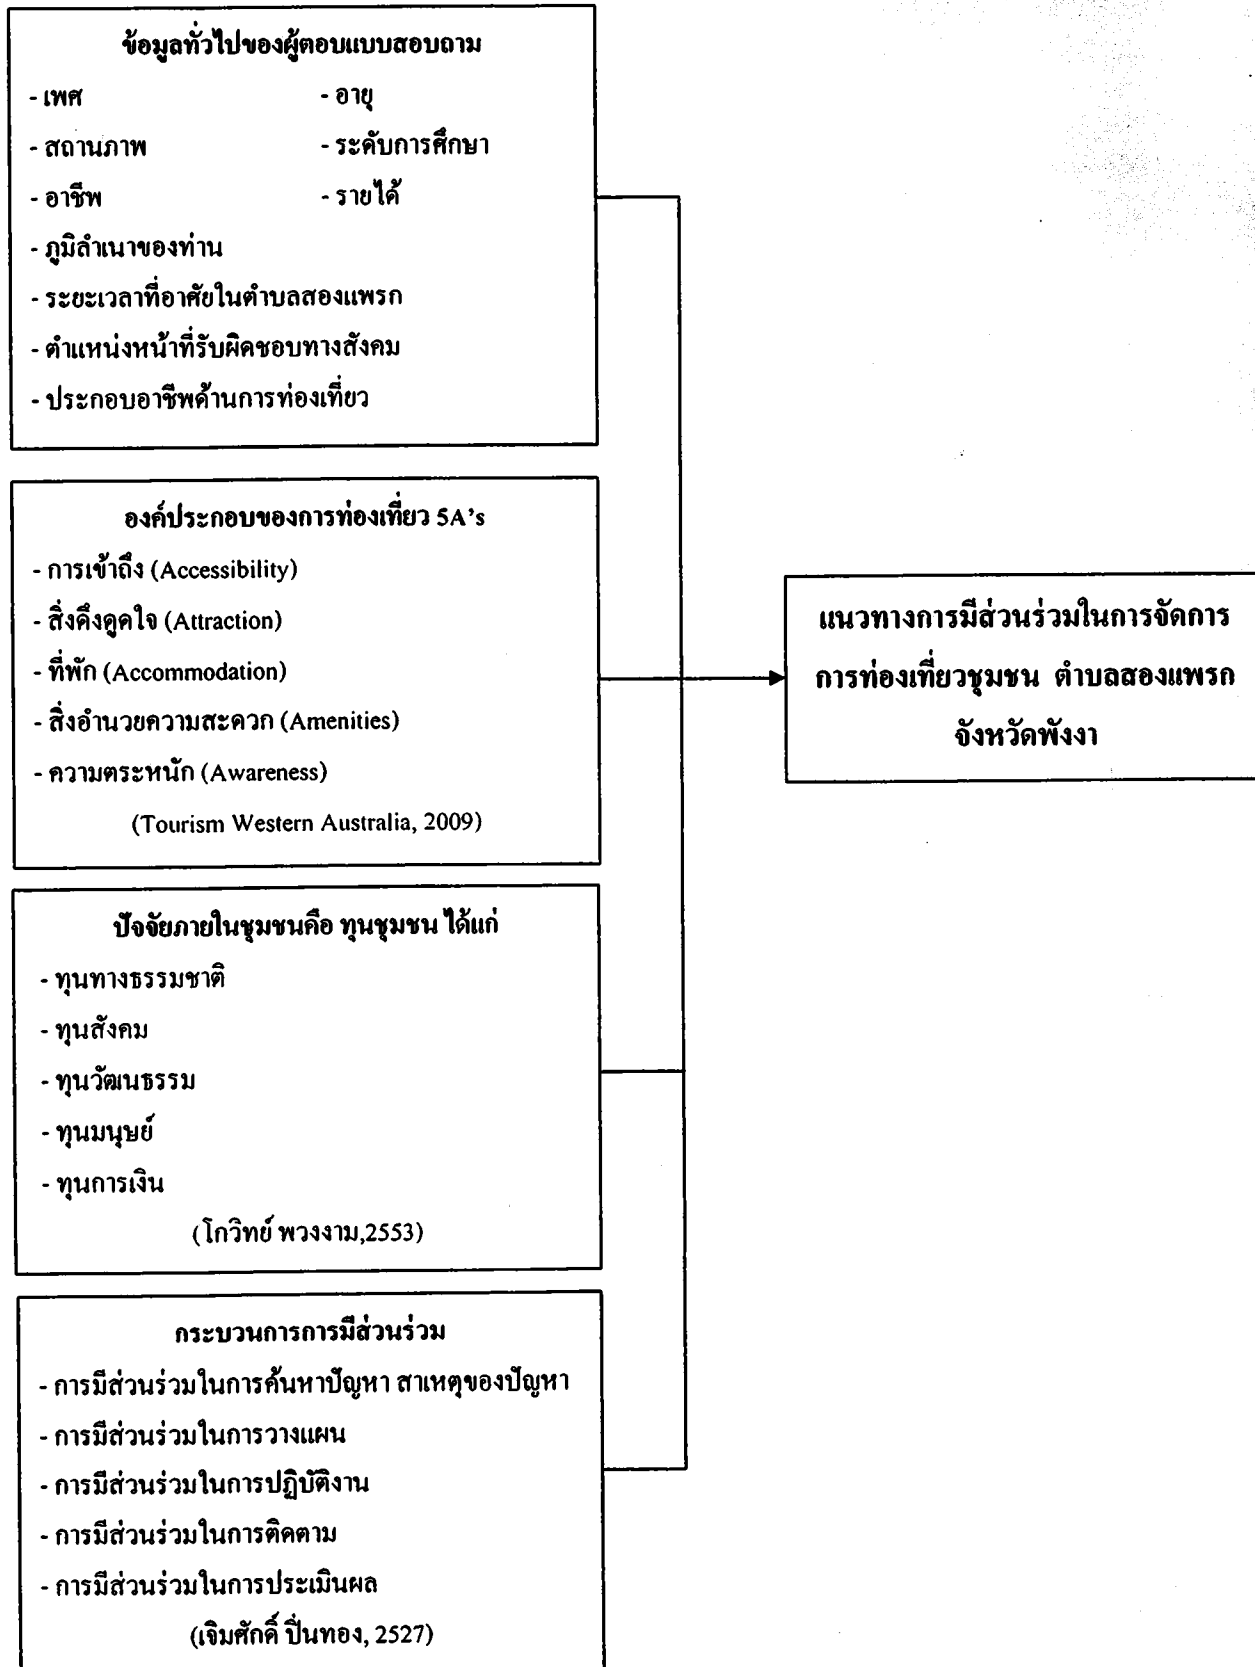 ข้อมูลทั่วไปของผู้ตอบแบบสอบถาม
- เพศ - อายุ
- สถานภาพ - ระดับการศึกษา
- อาชีพ - รายได้
- ภูมิลำเนาของท่าน
- ระยะเวลาที่อาศัยในตำบลสองแพรก
- ตำแหน่งหน้าที่รับผิดชอบทางสังคม
- ประกอบอาชีพด้านการท่องเที่ยว
องค์ประกอบของการท่องเที่ยว 5A's
- การเข้าถึง (Accessibility)
- สิ่งดึงดูดใจ (Attraction)
- ที่พัก (Accommodation)
- สิ่งอำนวยความสะดวก (Amenities)
- ความตระหนัก (Awareness)
(Tourism Western Australia, 2009)
ปัจจัยภายในชุมชนคือ ทุนชุมชน ได้แก่
- ทุนทางธรรมชาติ
- ทุนสังคม
- ทุนวัฒนธรรม
- ทุนมนุษย์
- ทุนการเงิน
(โกวิทย์ พวงงาม,2553)
กระบวนการการมีส่วนร่วม
- การมีส่วนร่วมในการค้นหาปัญหา สาเหตุของปัญหา
- การมีส่วนร่วมในการวางแผน
- การมีส่วนร่วมในการปฏิบัติงาน
- การมีส่วนร่วมในการติดตาม
- การมีส่วนร่วมในการประเมินผล
(เจิมศักดิ์ ปิ่นทอง, 2527)
แนวทางการมีส่วนร่วมในการจัดการ
การท่องเที่ยวชุมชน ตำบลสองแพรก
จังหวัดพังงา